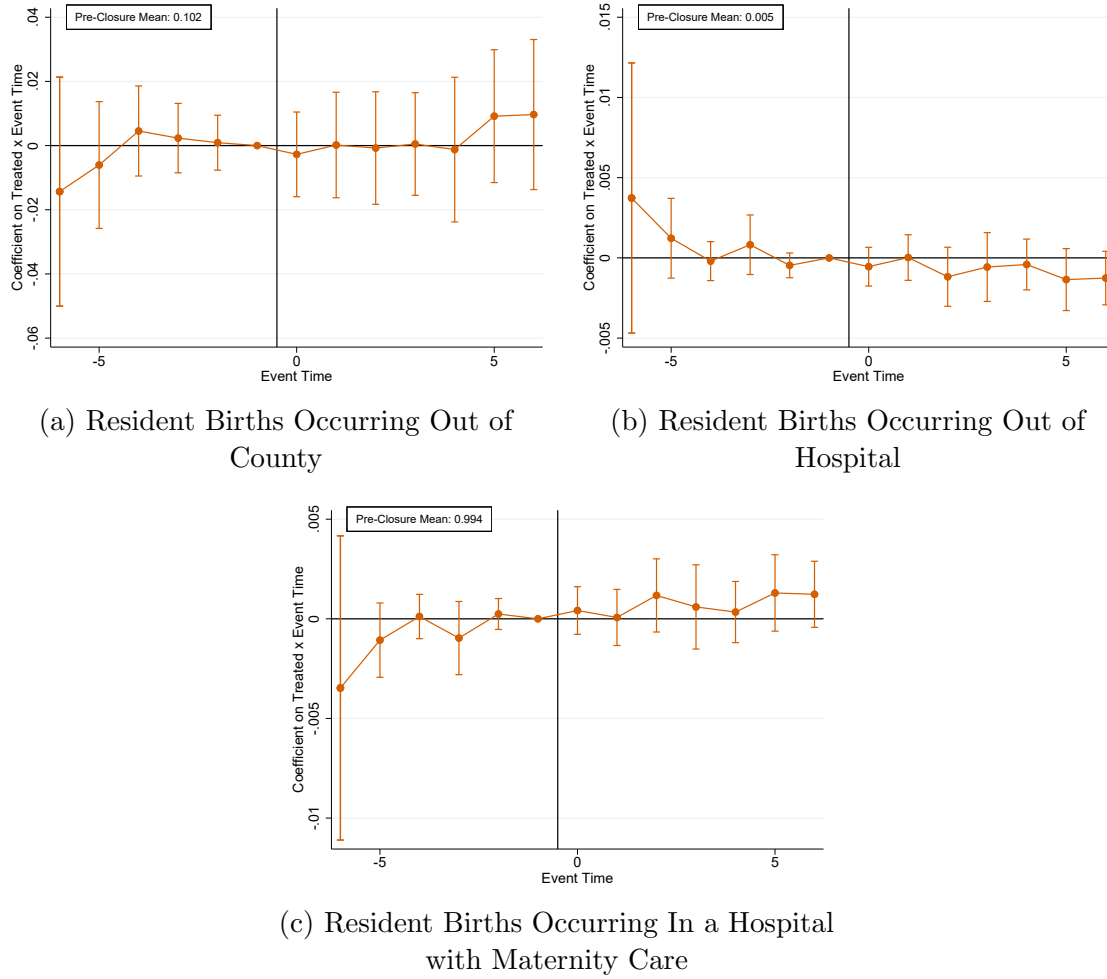 Pre-Closure Mean: 0.102
Coefficient on Treated x Event Time
.04
.02
0
-.02
-.04
-.06
-5
0
5
Event Time
(a) Resident Births Occurring Out of
County
Pre-Closure Mean: 0.005
Coefficient on Treated x Event Time
.015
.01
.005
0
-.005
-5
0
5
Event Time
(b) Resident Births Occurring Out of
Hospital
Pre-Closure Mean: 0.994
Coefficient on Treated x Event Time
.005
0
-.005
-.01
-5
0
5
Event Time
(c) Resident Births Occurring In a Hospital
with Maternity Care